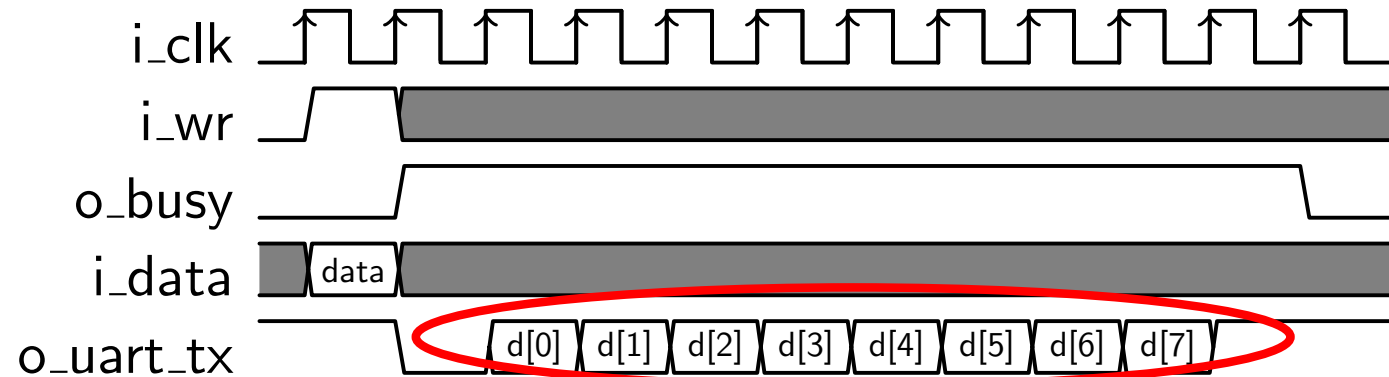 i_clk
i_wr
o_busy
i_data data
o_uart_tx d[0] d[1] d[2] d[3] d[4] d[5] d[6] d[7]